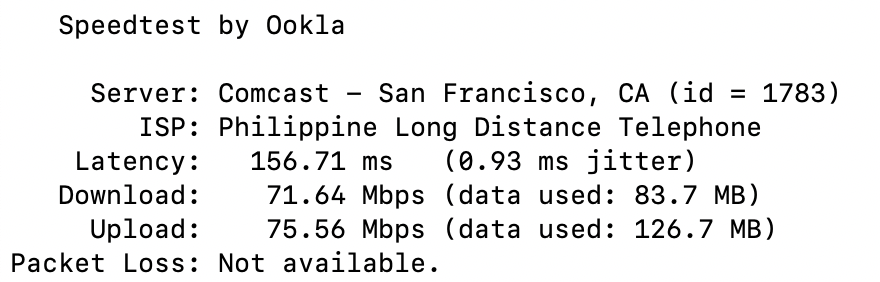 Speedtest by Ookla
Server: Comcast – San Francisco, CA (id = 1783)
ISP: Philippine Long Distance Telephone
Latency: 156.71 ms (0.93 ms jitter)
Download: 71.64 Mbps (data used: 83.7 MB)
Upload: 75.56 Mbps (data used: 126.7 MB)
Packet Loss: Not available.